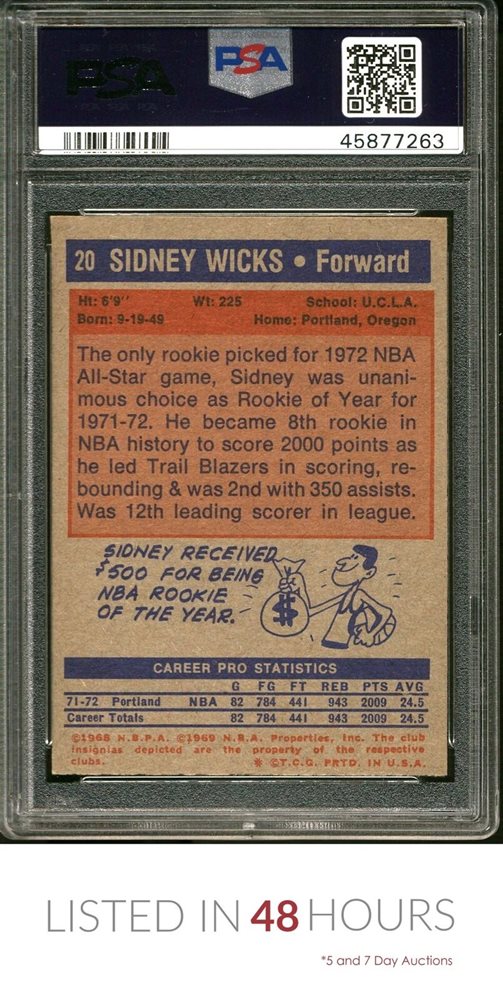 PSA
PSA
45877263
20 SIDNEY WICKS • Forward
Ht: 6'9" Wt: 225 School: U.C.L.A.
Born: 9-19-49 Home: Portland, Oregon
The only rookie picked for 1972 NBA
All-Star game, Sidney was unani-
mous choice as Rookie of Year for
1971-72. He became 8th rookie in
NBA history to score 2000 points as
he led Trail Blazers in scoring, re-
bounding & was 2nd with 350 assists.
Was 12th leading scorer in league.
SIDNEY RECEIVED
$500 FOR BEING
NBA ROOKIE
OF THE YEAR.
$
CAREER PRO STATISTICS
G FG FT REB PTS AVG
71-72 Portland NBA 82 784 441 943 2009 24.5
Career Totals 82 784 441 943 2009 24.5
©1968 N.B.P.A. ©1969 N.B.A. Properties, Inc. The club
insignias depicted are the property of the respective
clubs. * ©T.C.G. PRTD. IN U.S.A.
LISTED IN 48 HOURS
*5 and 7 Day Auctions